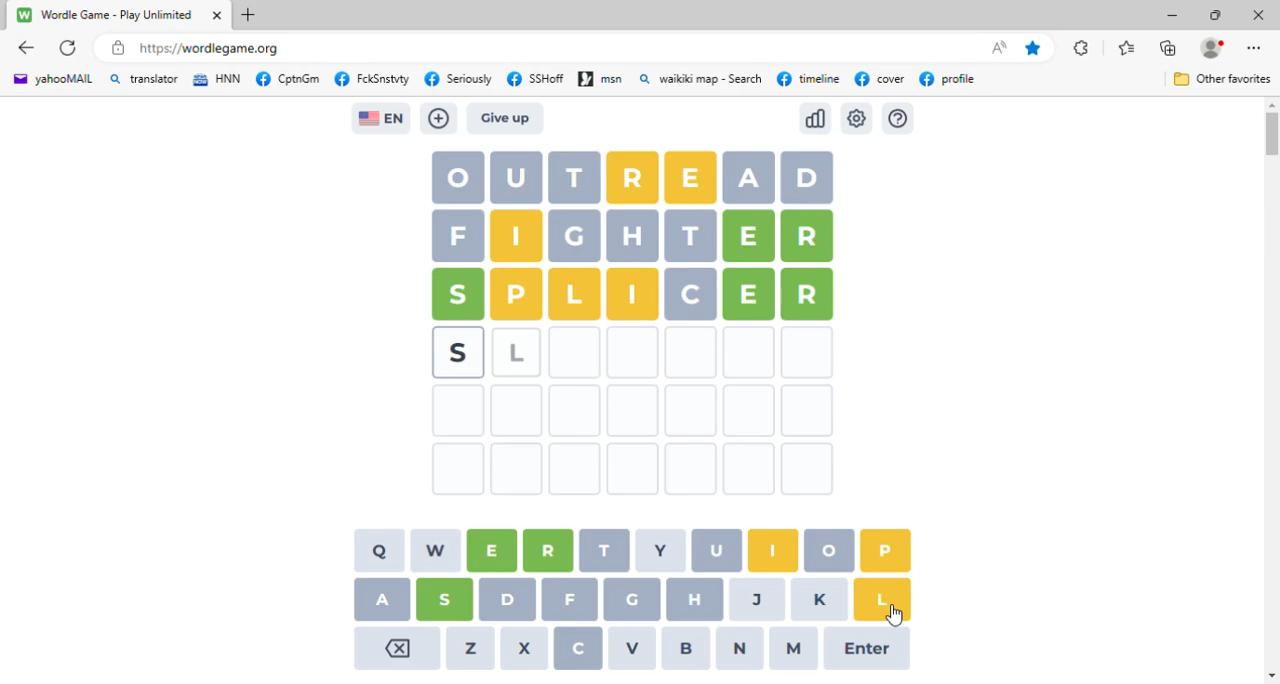 W Wordle Game - Play Unlimited
https://wordlegame.org
yahooMAIL translator HNN CptnGm FckSnstvty Seriously SSHoff msn waikiki map - Search timeline cover profile Other favorites
EN Give up
O U T R E A D
F I G H T E R
S P L I C E R
S L
Q W E R T Y U I O P
A S D F G H J K L
Z X C V B N M Enter